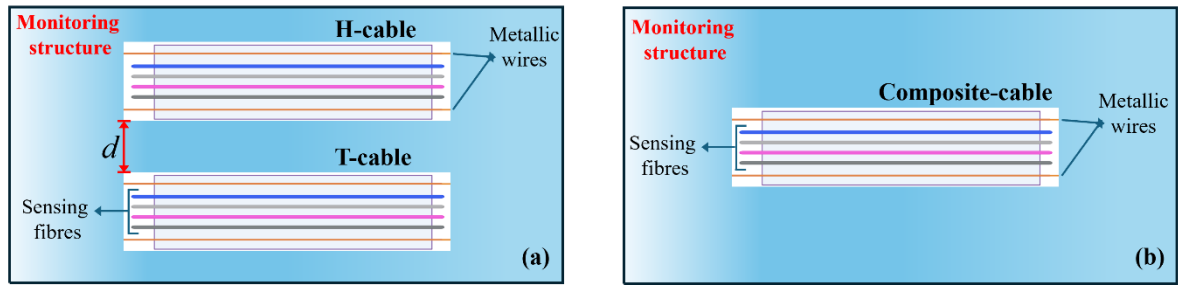 Monitoring
structure
H-cable
Metallic
wires
d
T-cable
Sensing
fibres
(a)
Monitoring
structure
Composite-cable
Metallic
wires
Sensing
fibres
(b)